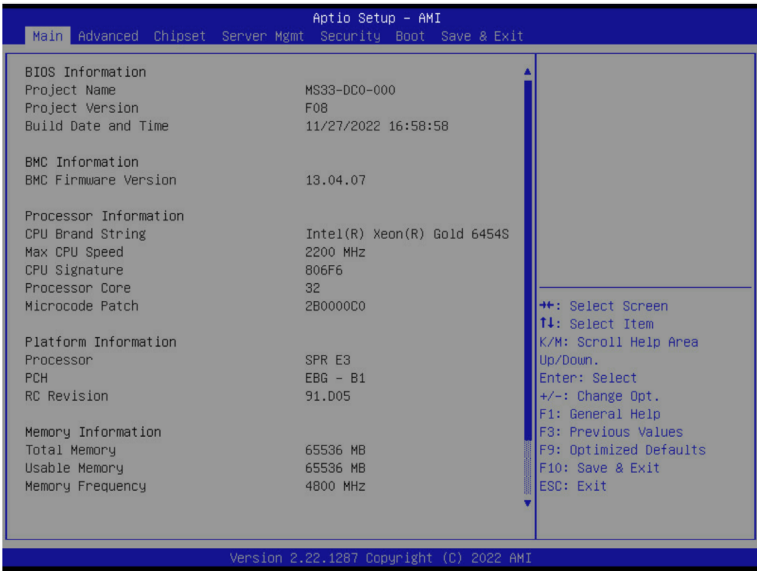 Aptio Setup – AMI
Main Advanced Chipset Server Mgmt Security Boot Save & Exit
BIOS Information
Project Name MS33-DC0-000
Project Version F08
Build Date and Time 11/27/2022 16:58:58
BMC Information
BMC Firmware Version 13.04.07
Processor Information
CPU Brand String Intel(R) Xeon(R) Gold 6454S
Max CPU Speed 2200 MHz
CPU Signature 806F6
Processor Core 32
Microcode Patch 2B0000C0
Platform Information
Processor SPR E3
PCH EBG - B1
RC Revision 91.D05
Memory Information
Total Memory 65536 MB
Usable Memory 65536 MB
Memory Frequency 4800 MHz
→←: Select Screen
↑↓: Select Item
K/M: Scroll Help Area
Up/Down.
Enter: Select
+/-: Change Opt.
F1: General Help
F3: Previous Values
F9: Optimized Defaults
F10: Save & Exit
ESC: Exit
Version 2.22.1287 Copyright (C) 2022 AMI